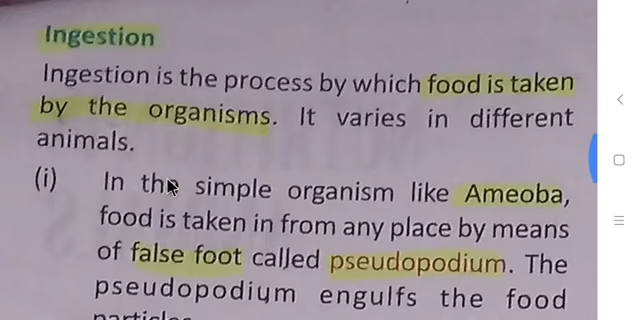 Ingestion
Ingestion is the process by which food is taken
by the organisms. It varies in different
animals.
(i) In the simple organism like Ameoba,
food is taken in from any place by means
of false foot called pseudopodium. The
pseudopodium engulfs the food
particles